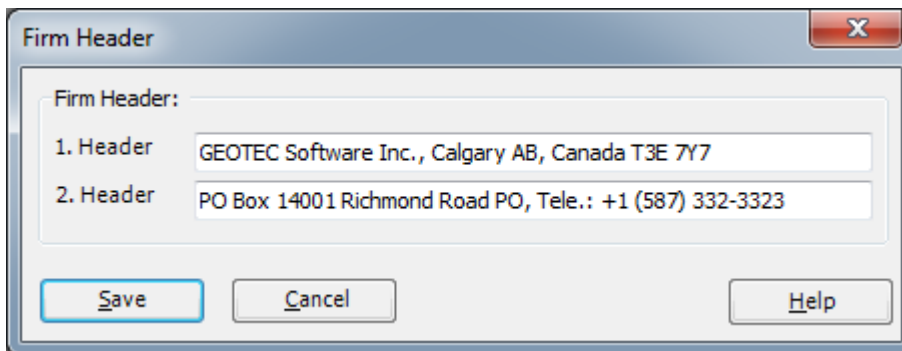 Firm Header
X
Firm Header:
1. Header GEOTEC Software Inc., Calgary AB, Canada T3E 7Y7
2. Header PO Box 14001 Richmond Road PO, Tele.: +1 (587) 332-3323
Save Cancel Help